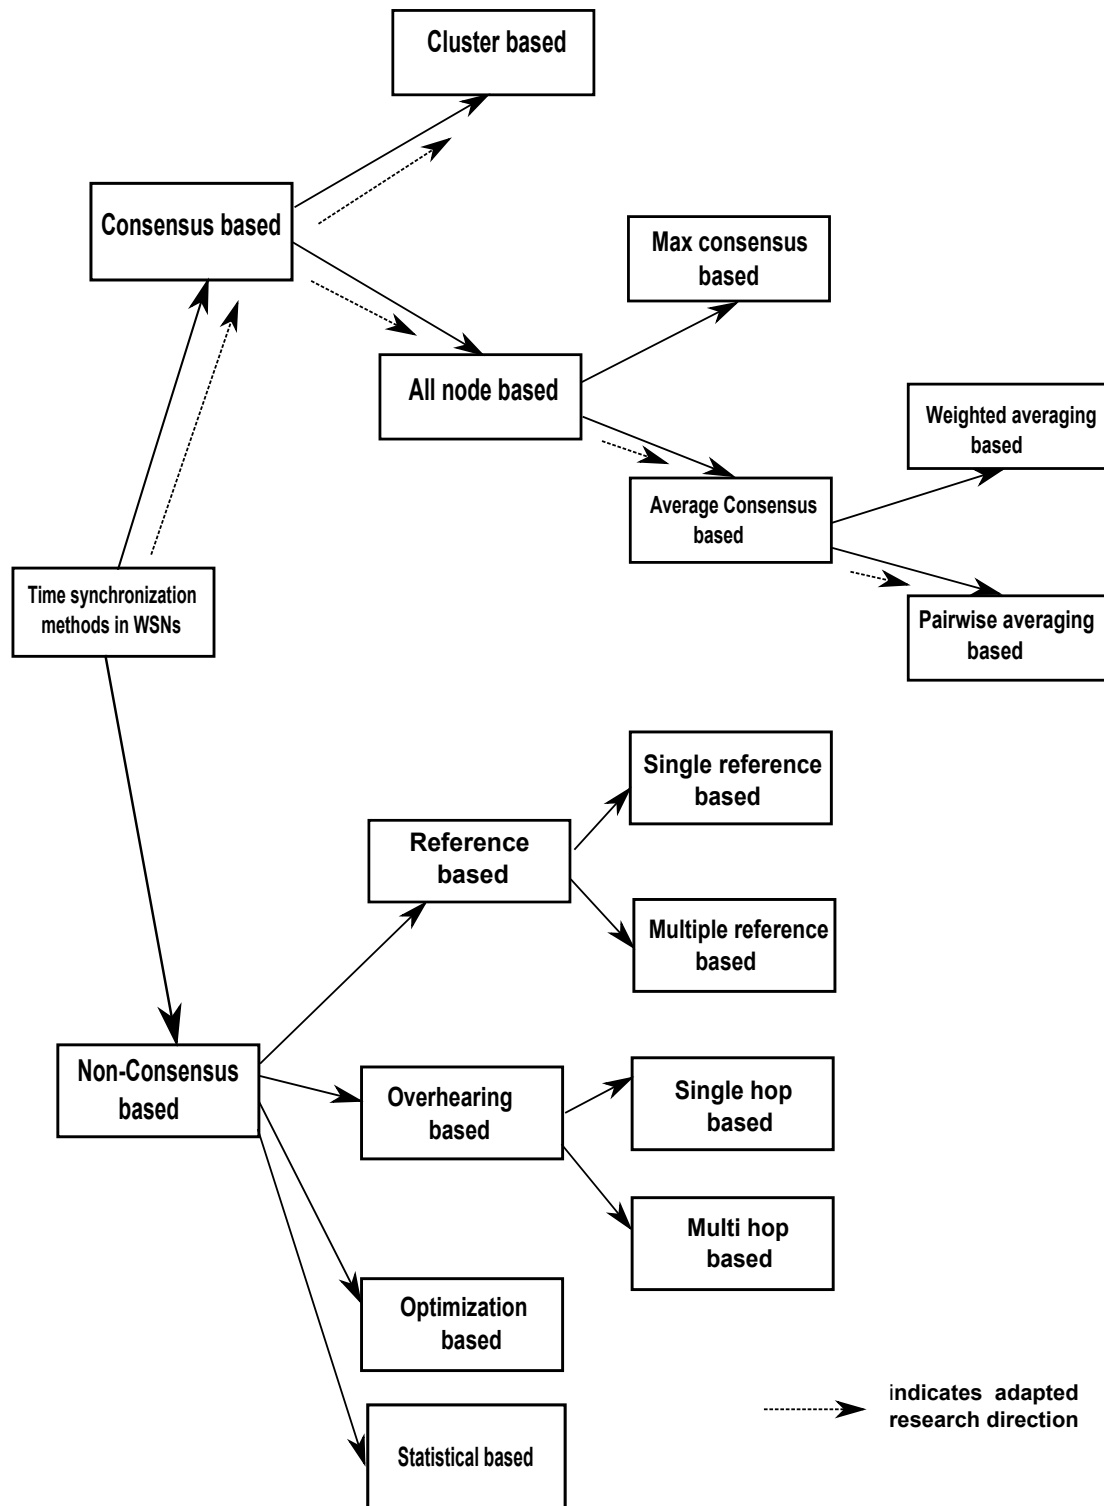 Cluster based
Consensus based
Max consensus
based
All node based
Weighted averaging
based
Average Consensus
based
Time synchronization
methods in WSNs
Pairwise averaging
based
Single reference
based
Reference
based
Multiple reference
based
Non-Consensus
based
Overhearing
based
Single hop
based
Multi hop
based
Optimization
based
Statistical based
indicates adapted
research direction